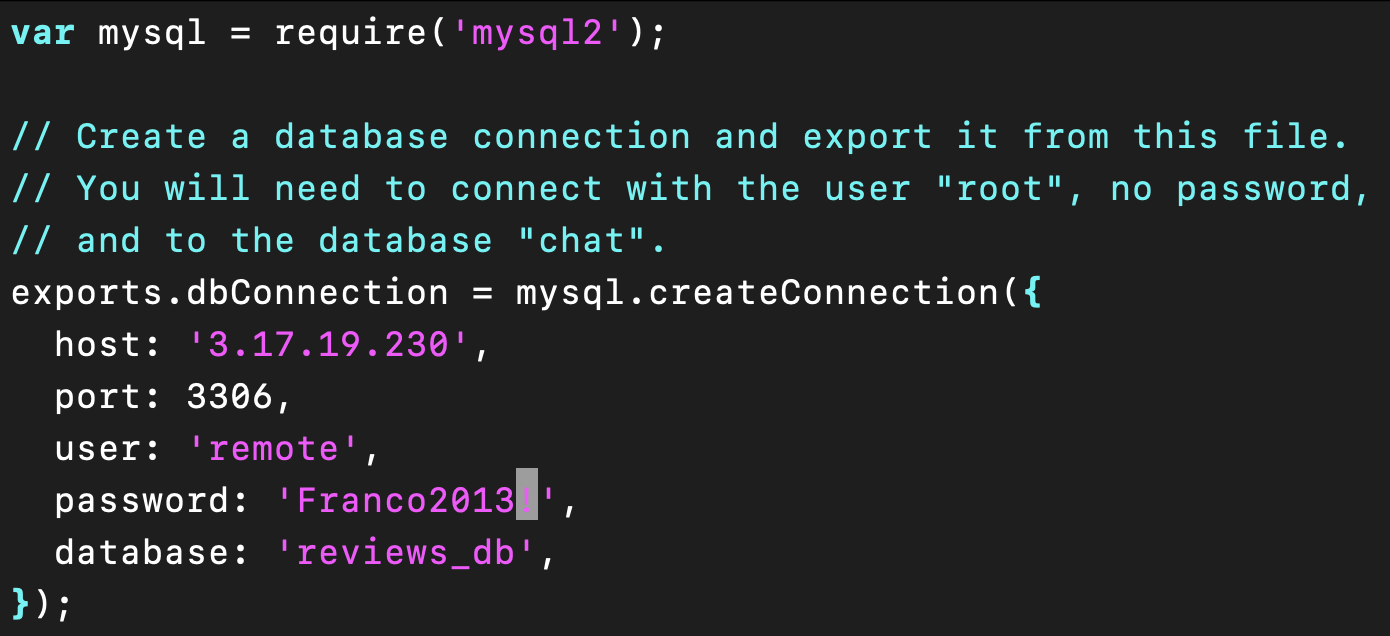 var mysql = require('mysql2');

// Create a database connection and export it from this file.
// You will need to connect with the user "root", no password,
// and to the database "chat".
exports.dbConnection = mysql.createConnection({
  host: '3.17.19.230',
  port: 3306,
  user: 'remote',
  password: 'Franco2013!',
  database: 'reviews_db',
});